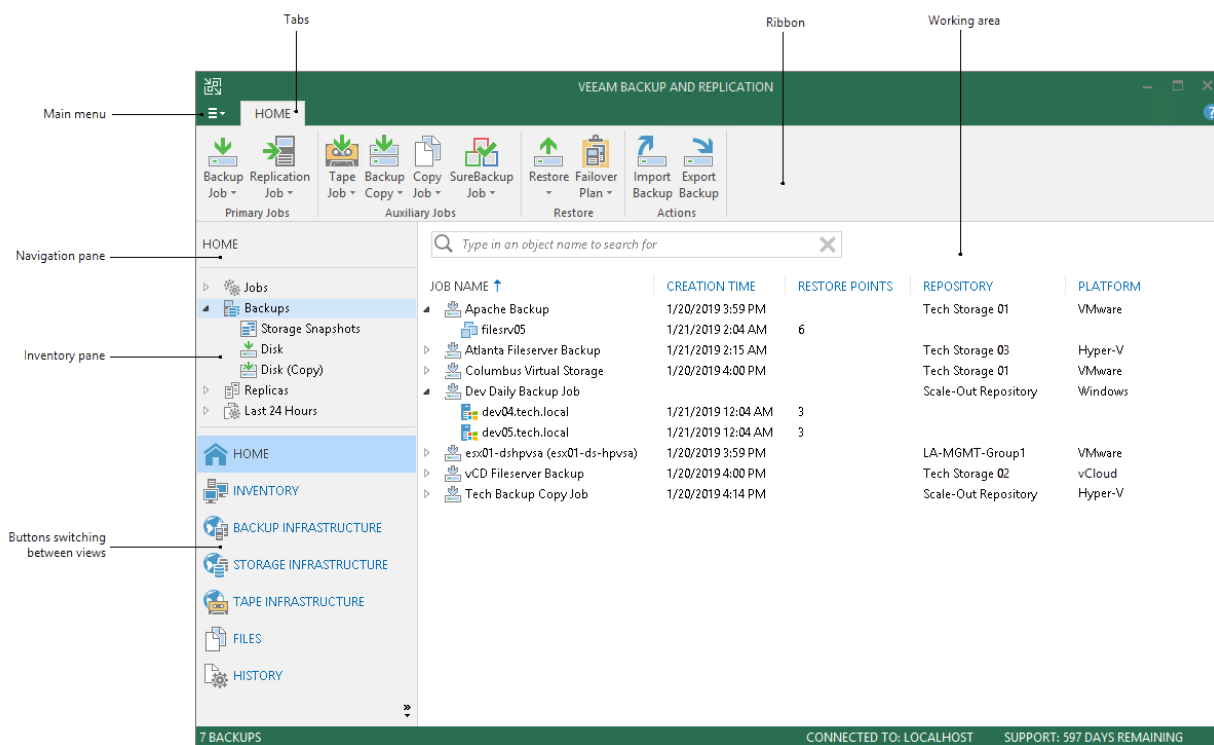 Tabs
Ribbon
Working area
VEEAM BACKUP AND REPLICATION
Main menu
HOME
?
Backup Job
Replication Job
Tape Job
Backup Copy
Copy Job
SureBackup Job
Restore
Failover Plan
Import Backup
Export Backup
Primary Jobs
Auxiliary Jobs
Restore
Actions
Navigation pane
HOME
Type in an object name to search for
Inventory pane
Jobs
Backups
Storage Snapshots
Disk
Disk (Copy)
Replicas
Last 24 Hours
JOB NAME CREATION TIME RESTORE POINTS REPOSITORY PLATFORM
Apache Backup 1/20/2019 3:59 PM Tech Storage 01 VMware
filesrv05 1/21/2019 2:04 AM 6
Atlanta Fileserver Backup 1/21/2019 2:15 AM Tech Storage 03 Hyper-V
Columbus Virtual Storage 1/20/2019 4:00 PM Tech Storage 01 VMware
Dev Daily Backup Job Scale-Out Repository Windows
dev04.tech.local 1/21/2019 12:04 AM 3
dev05.tech.local 1/21/2019 12:04 AM 3
esx01-dshpvsa (esx01-ds-hpvsa) 1/20/2019 3:59 PM LA-MGMT-Group1 VMware
vCD Fileserver Backup 1/20/2019 4:00 PM Tech Storage 02 vCloud
Tech Backup Copy Job 1/20/2019 4:14 PM Scale-Out Repository Hyper-V
Buttons switching
between views
HOME
INVENTORY
BACKUP INFRASTRUCTURE
STORAGE INFRASTRUCTURE
TAPE INFRASTRUCTURE
FILES
HISTORY
7 BACKUPS
CONNECTED TO: LOCALHOST
SUPPORT: 597 DAYS REMAINING